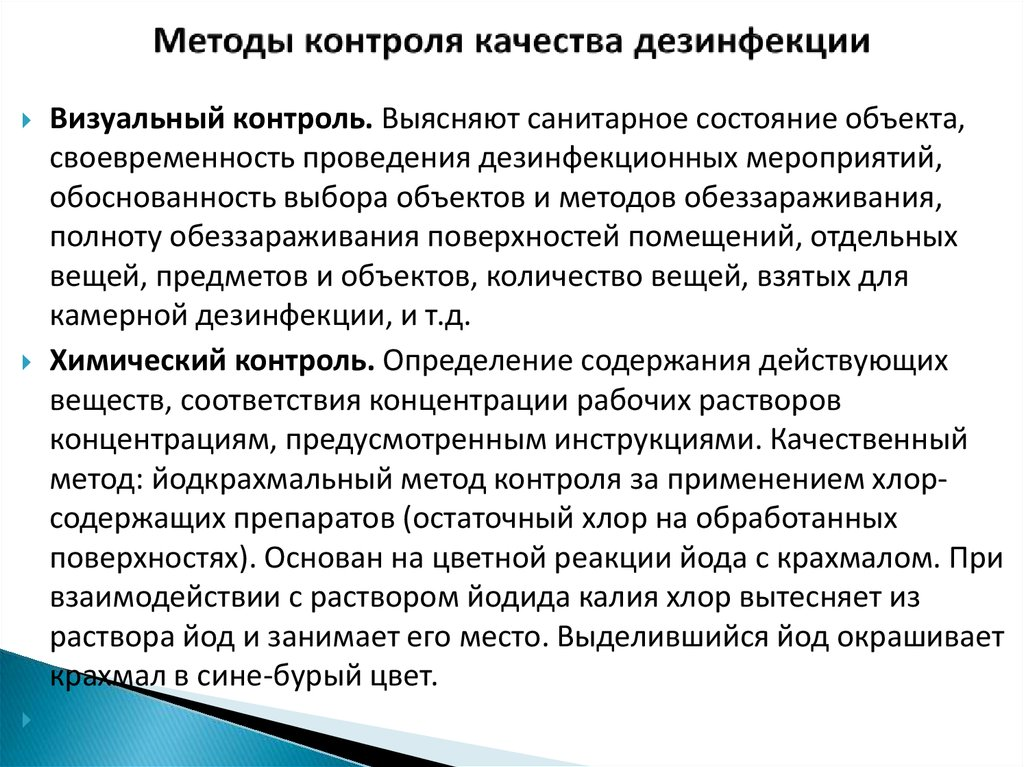 Методы контроля качества дезинфекции
Визуальный контроль. Выясняют санитарное состояние объекта,
своевременность проведения дезинфекционных мероприятий,
обоснованность выбора объектов и методов обеззараживания,
полноту обеззараживания поверхностей помещений, отдельных
вещей, предметов и объектов, количество вещей, взятых для
камерной дезинфекции, и т.д.
Химический контроль. Определение содержания действующих
веществ, соответствия концентрации рабочих растворов
концентрациям, предусмотренным инструкциями. Качественный
метод: йодкрахмальный метод контроля за применением хлор-
содержащих препаратов (остаточный хлор на обработанных
поверхностях). Основан на цветной реакции йода с крахмалом. При
взаимодействии с раствором йодида калия хлор вытесняет из
раствора йод и занимает его место. Выделившийся йод окрашивает
крахмал в сине-бурый цвет.